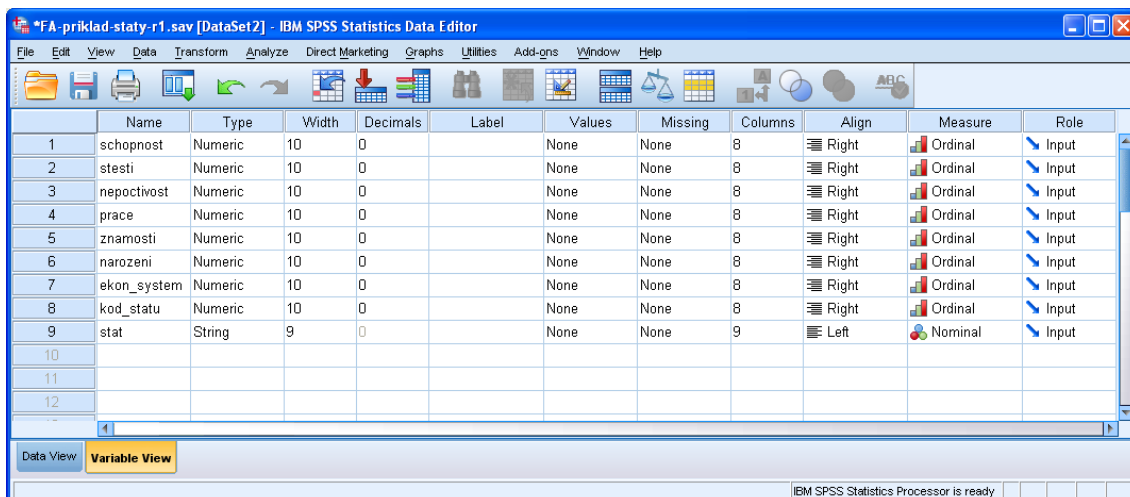 *FA-priklad-staty-r1.sav [DataSet2] - IBM SPSS Statistics Data Editor
File Edit View Data Transform Analyze Direct Marketing Graphs Utilities Add-ons Window Help
Name Type Width Decimals Label Values Missing Columns Align Measure Role
1 schopnost Numeric 10 0 None None 8 Right Ordinal Input
2 stesti Numeric 10 0 None None 8 Right Ordinal Input
3 nepoctivost Numeric 10 0 None None 8 Right Ordinal Input
4 prace Numeric 10 0 None None 8 Right Ordinal Input
5 znamosti Numeric 10 0 None None 8 Right Ordinal Input
6 narozeni Numeric 10 0 None None 8 Right Ordinal Input
7 ekon_system Numeric 10 0 None None 8 Right Ordinal Input
8 kod_statu Numeric 10 0 None None 8 Right Ordinal Input
9 stat String 9 0 None None 9 Left Nominal Input
10
11
12
Data View Variable View
IBM SPSS Statistics Processor is ready